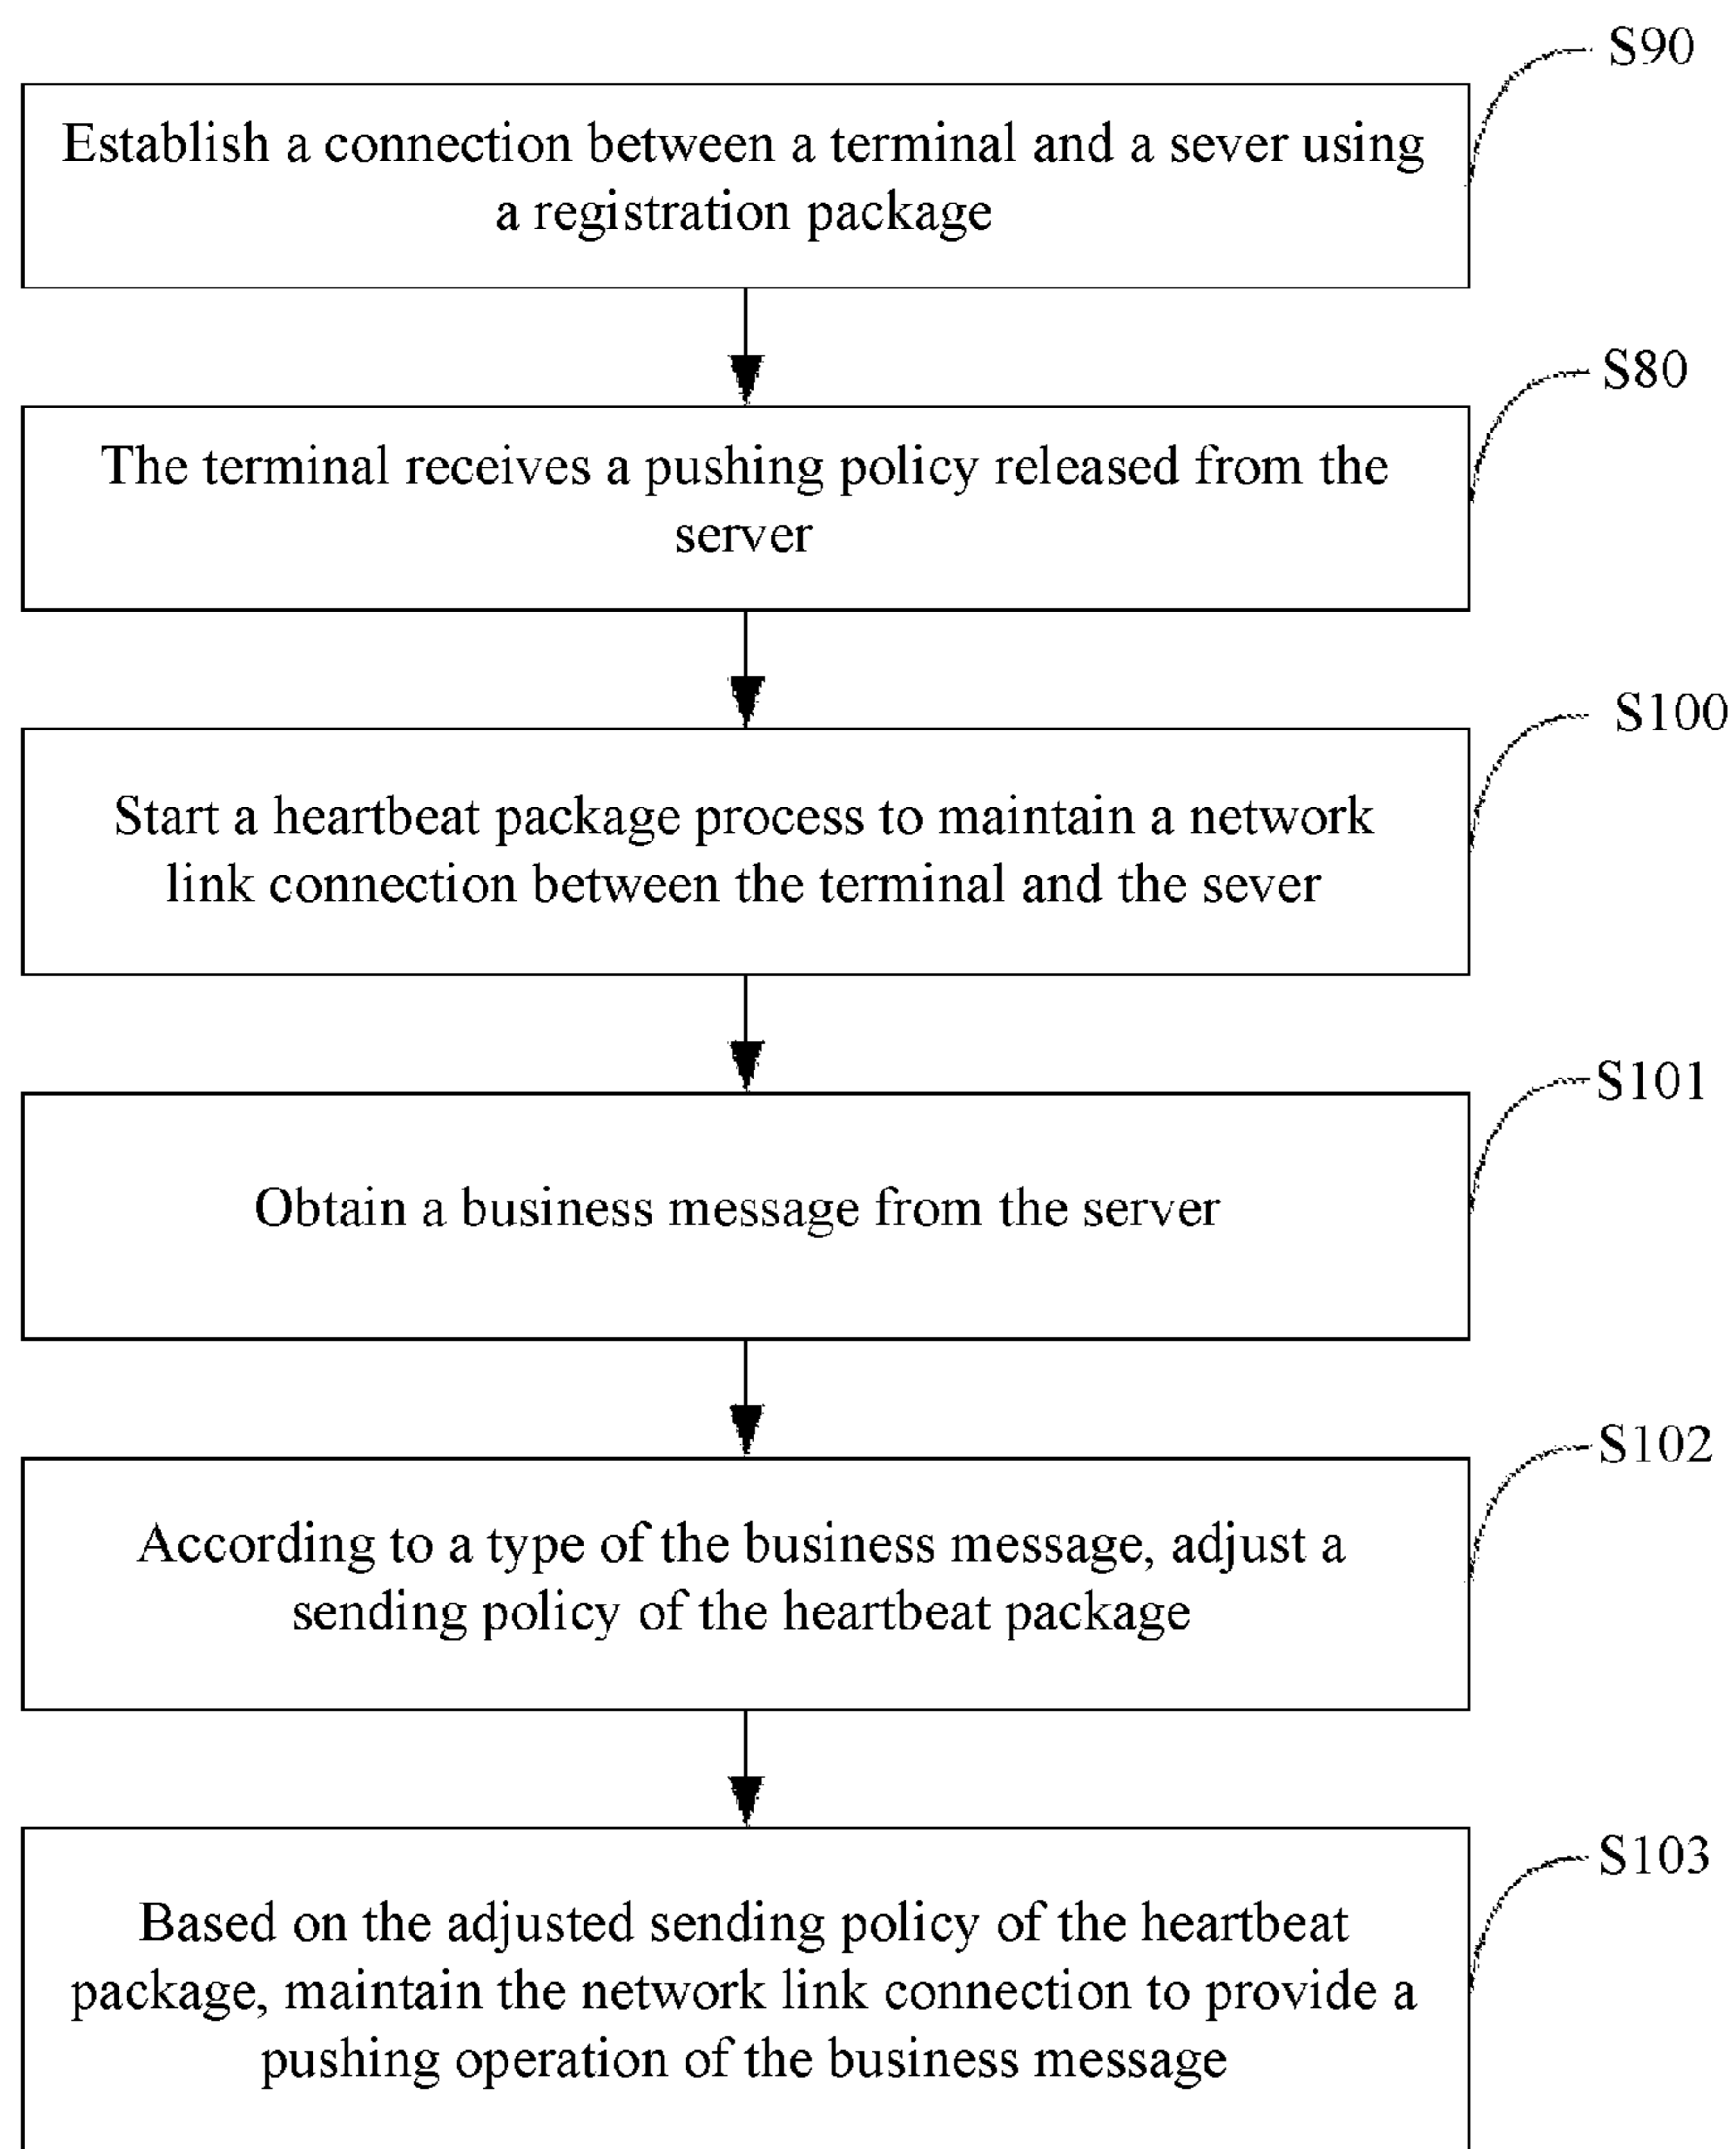 S90
Establish a connection between a terminal and a sever using
a registration package
S80
The terminal receives a pushing policy released from the
server
S100
Start a heartbeat package process to maintain a network
link connection between the terminal and the sever
S101
Obtain a business message from the server
S102
According to a type of the business message, adjust a
sending policy of the heartbeat package
S103
Based on the adjusted sending policy of the heartbeat
package, maintain the network link connection to provide a
pushing operation of the business message